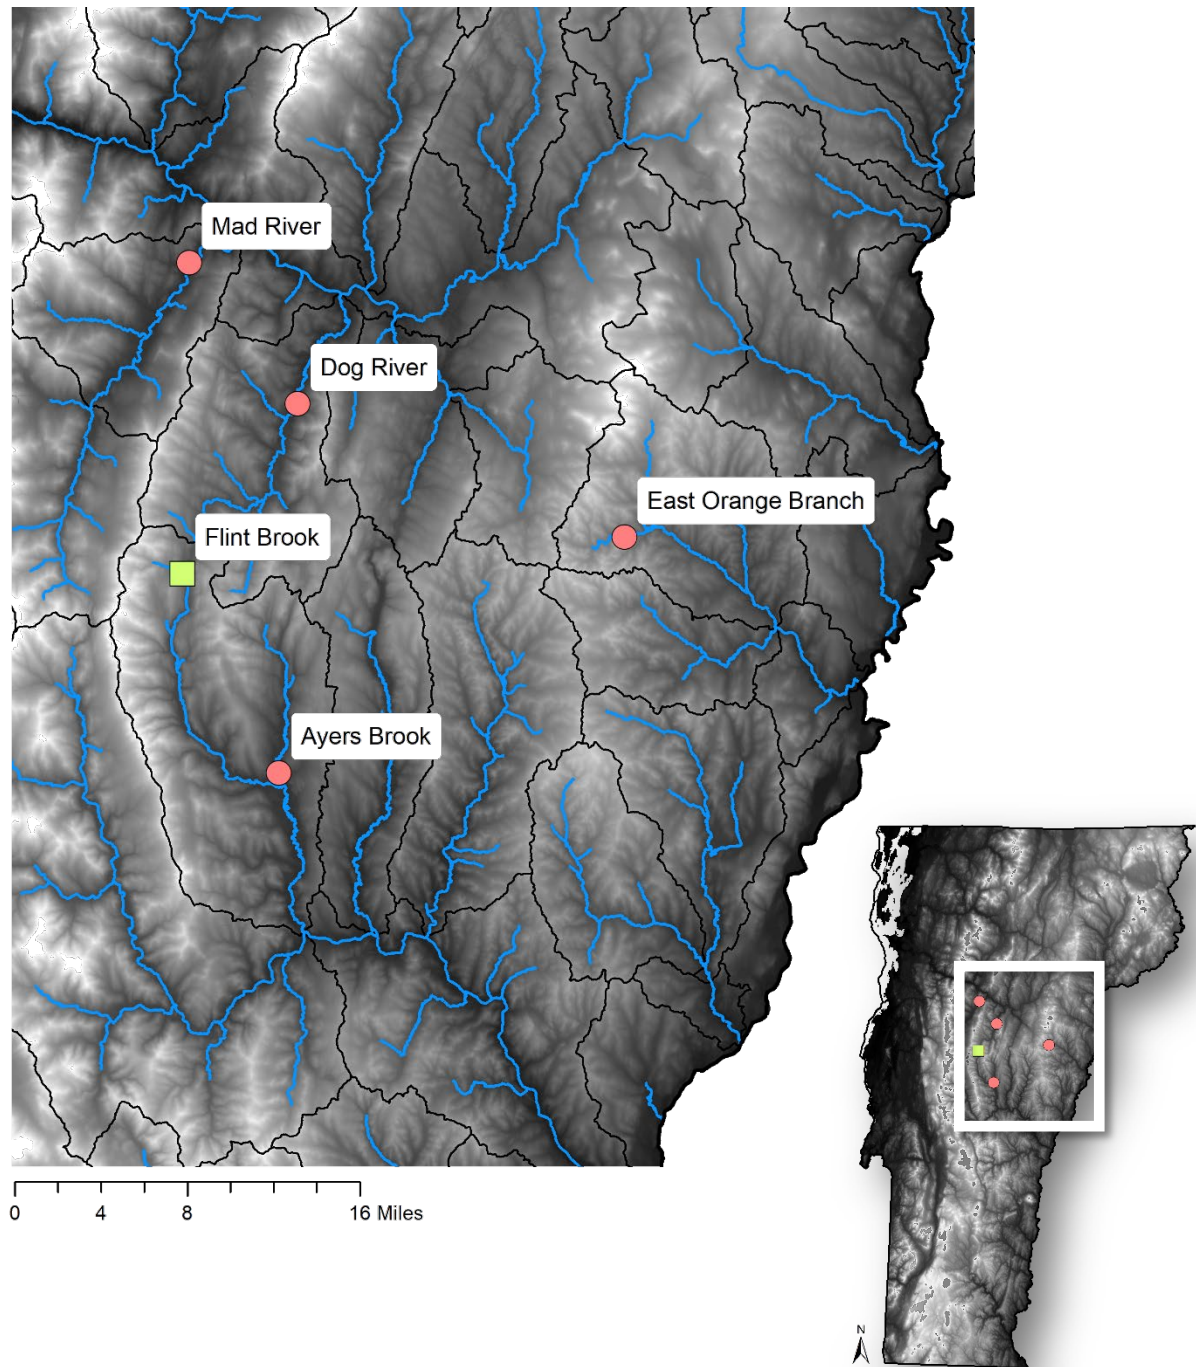 Mad River
Dog River
East Orange Branch
Flint Brook
Ayers Brook
0 4 8 16 Miles
N